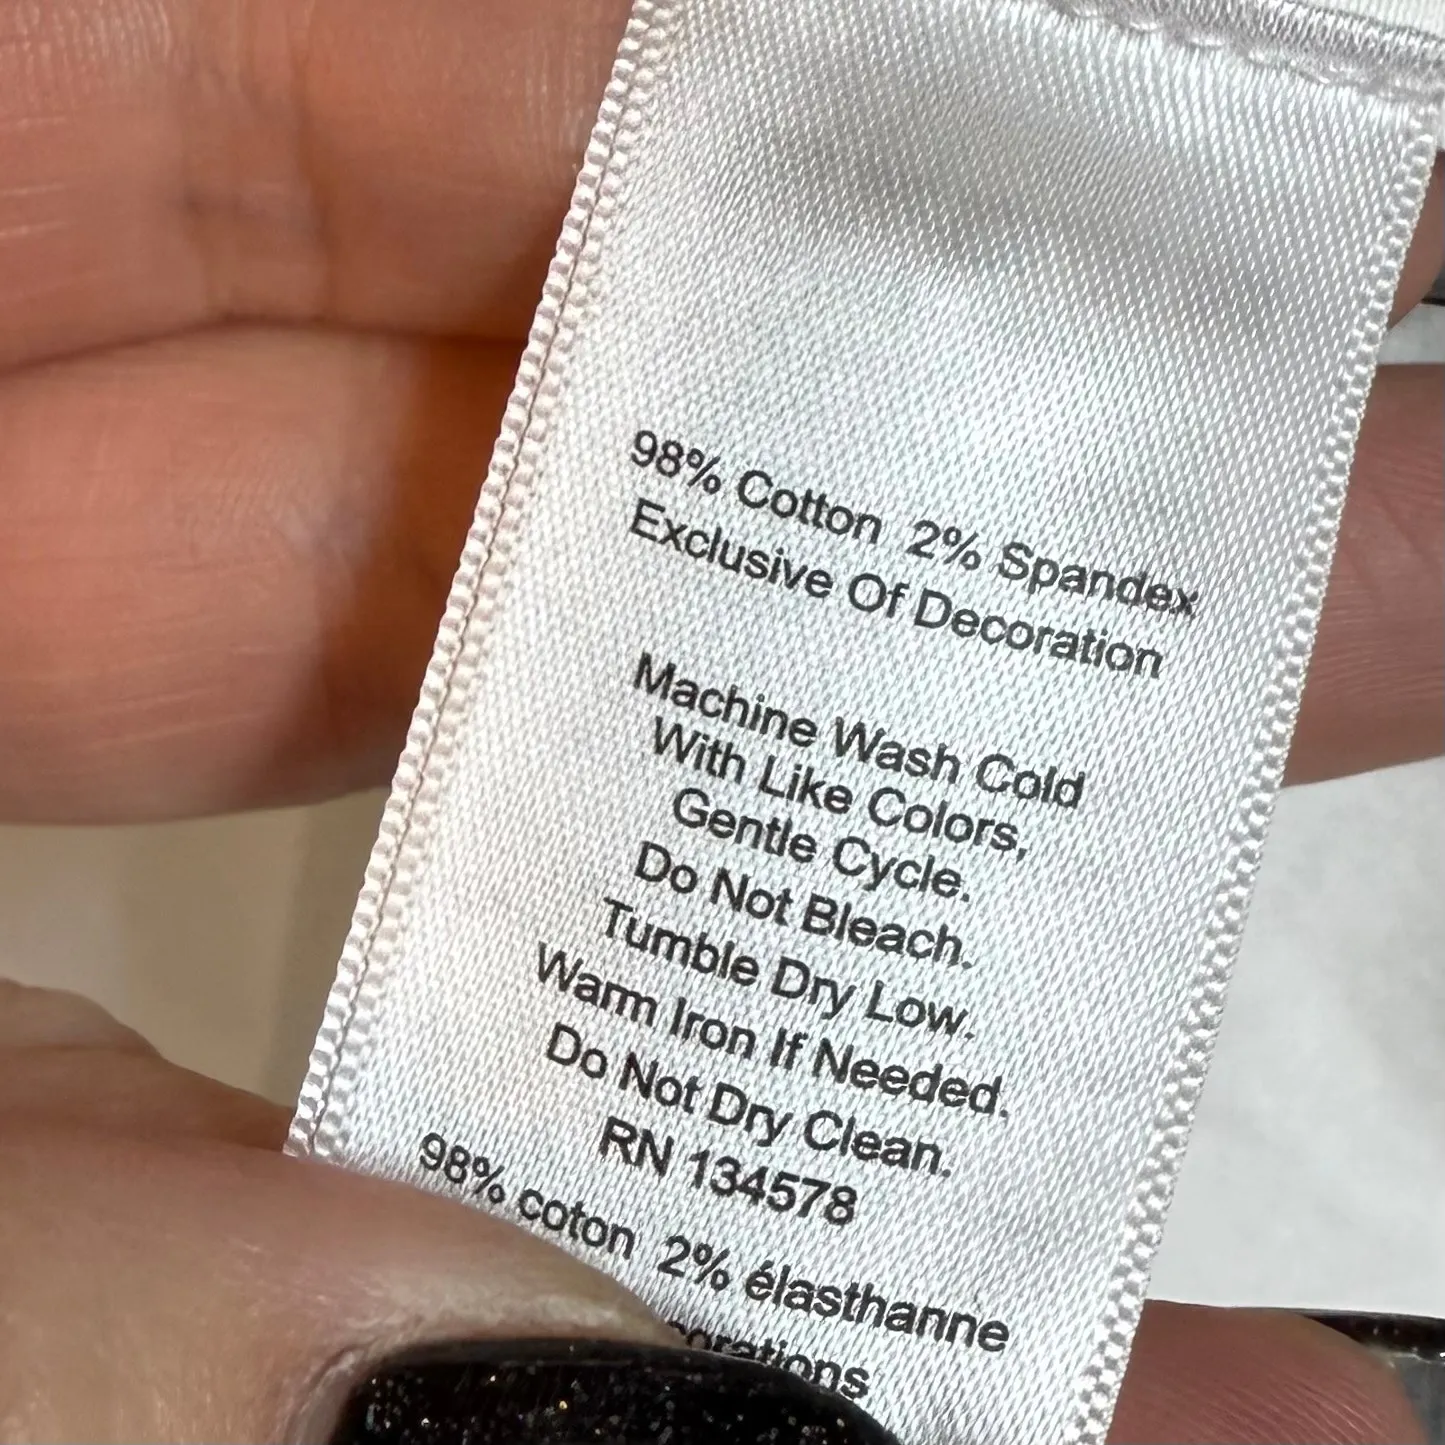 98% Cotton 2% Spandex
Exclusive Of Decoration
Machine Wash Cold
With Like Colors,
Gentle Cycle.
Do Not Bleach.
Tumble Dry Low.
Warm Iron If Needed.
Do Not Dry Clean.
RN 134578
98% coton 2% élasthanne